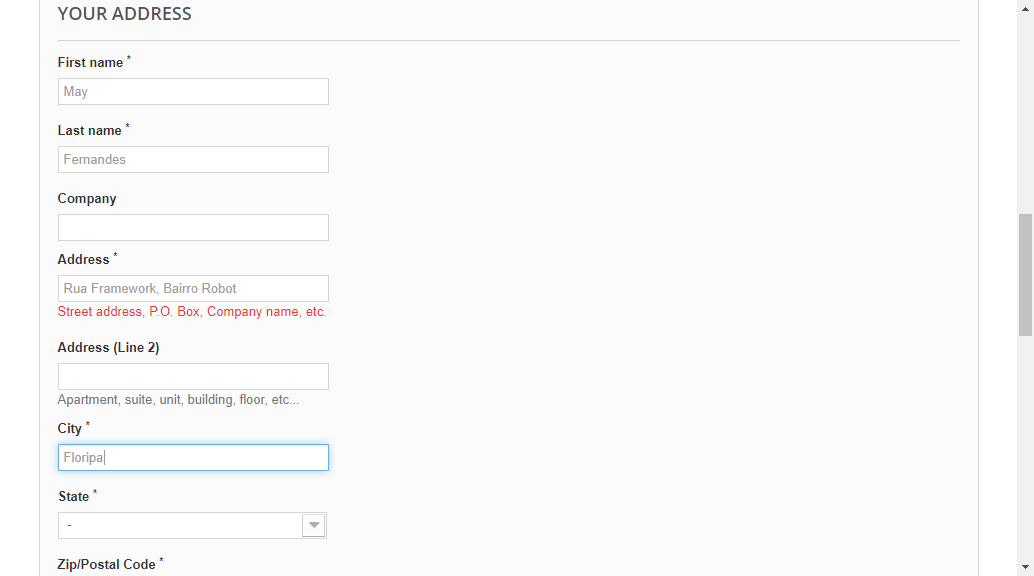 YOUR ADDRESS
First name *
May
Last name *
Fernandes
Company
Address *
Rua Framework, Bairro Robot
Street address, P.O. Box, Company name, etc.
Address (Line 2)
Apartment, suite, unit, building, floor, etc...
City *
Floripa
State *
-
Zip/Postal Code *